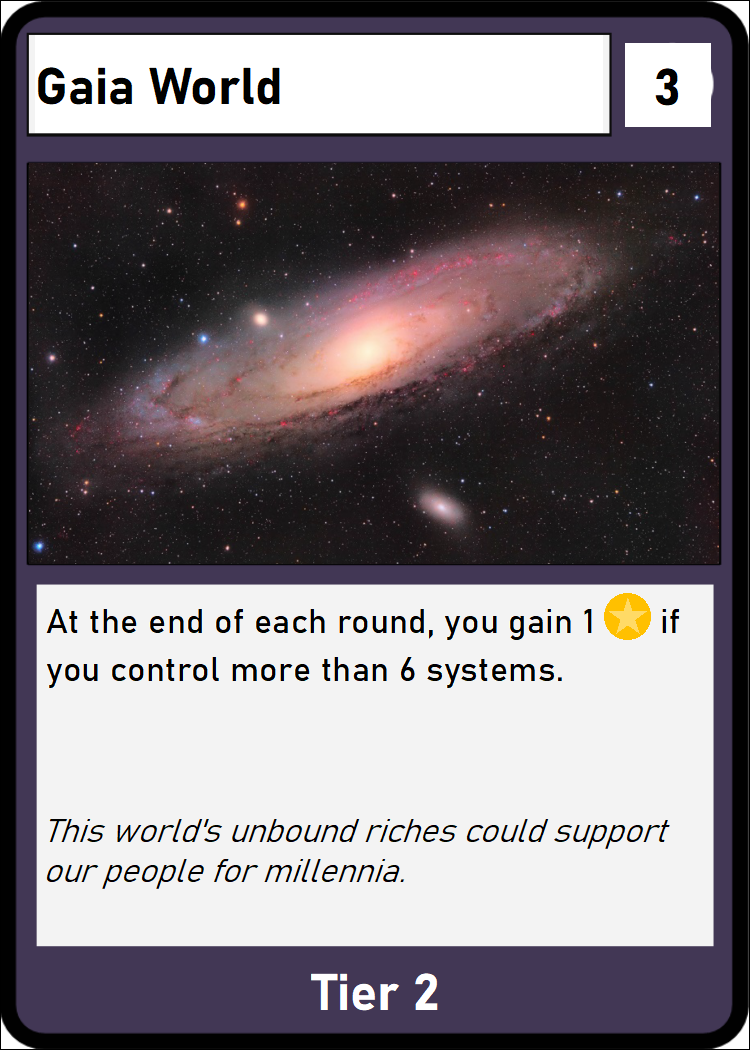 Gaia World
3
At the end of each round, you gain 1 if
you control more than 6 systems.
This world's unbound riches could support
our people for millennia.
Tier 2